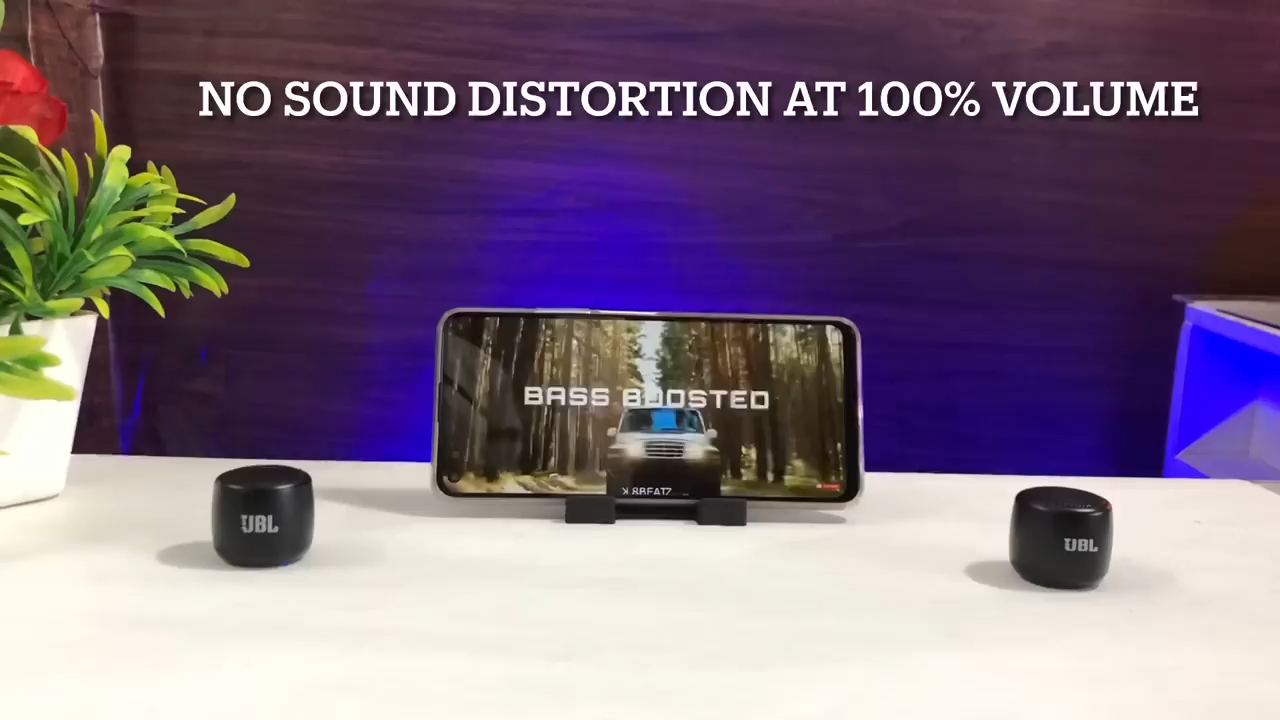 NO SOUND DISTORTION AT 100% VOLUME
BASS BOOSTED
UBL
UBL